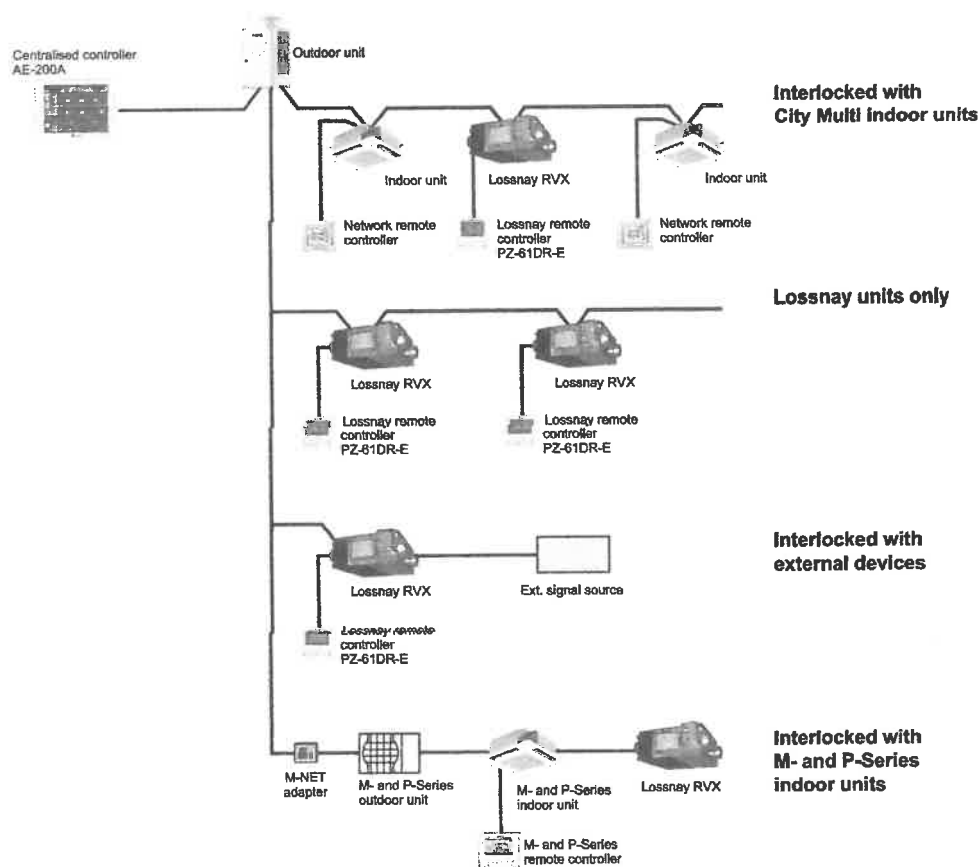 Centralised controller
AE-200A
Outdoor unit
Interlocked with
City Multi indoor units
Indoor unit
Lossnay RVX
Indoor unit
Network remote
controller
Lossnay remote
controller
PZ-61DR-E
Network remote
controller
Lossnay units only
Lossnay RVX
Lossnay RVX
Lossnay remote
controller
PZ-61DR-E
Lossnay remote
controller
PZ-61DR-E
Interlocked with
external devices
Lossnay RVX
Ext. signal source
Lossnay remote
controller
PZ-61DR-E
Interlocked with
M- and P-Series
indoor units
M-NET
adapter
M- and P-Series
outdoor unit
M- and P-Series
indoor unit
Lossnay RVX
M- and P-Series
remote controller